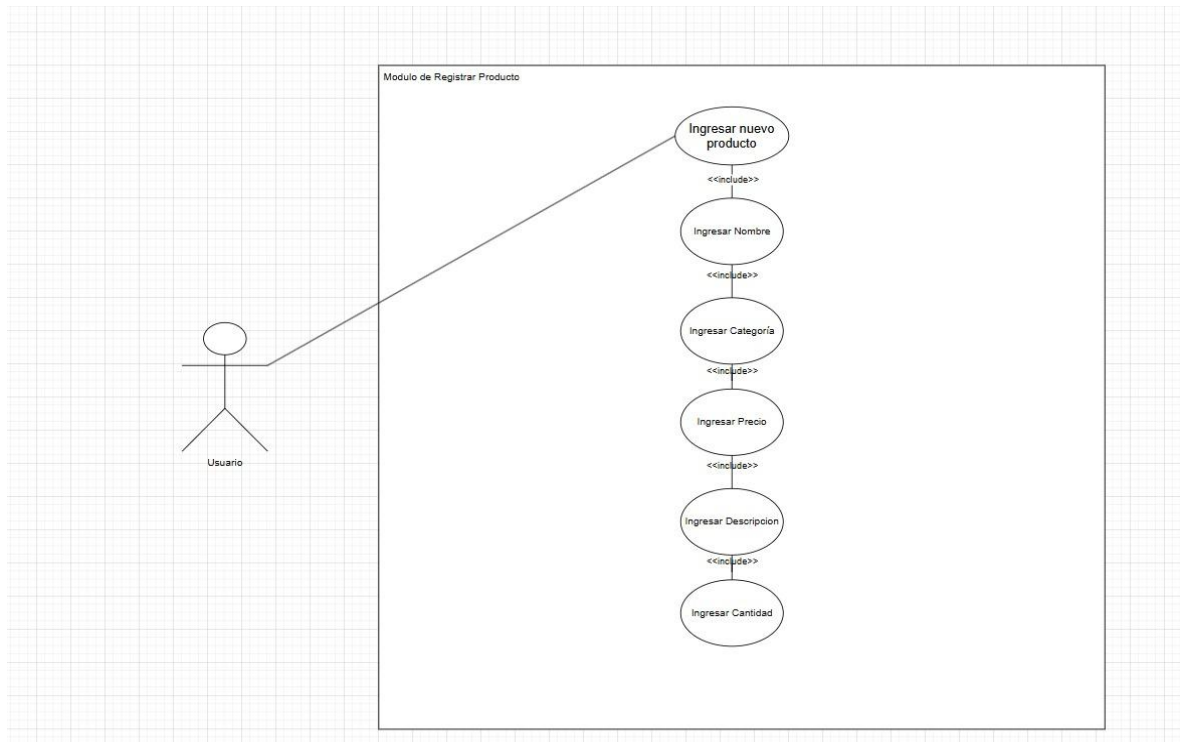 Modulo de Registrar Producto
Ingresar nuevo
producto
<<include>>
Ingresar Nombre
<<include>>
Ingresar Categoría
<<include>>
Ingresar Precio
<<include>>
Ingresar Descripcion
<<include>>
Ingresar Cantidad
Usuario